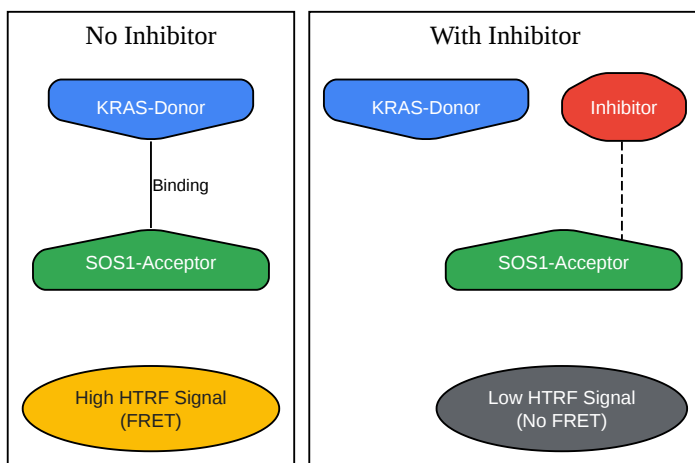 No Inhibitor
KRAS-Donor
Binding
SOS1-Acceptor
High HTRF Signal
(FRET)
With Inhibitor
KRAS-Donor
Inhibitor
SOS1-Acceptor
Low HTRF Signal
(No FRET)